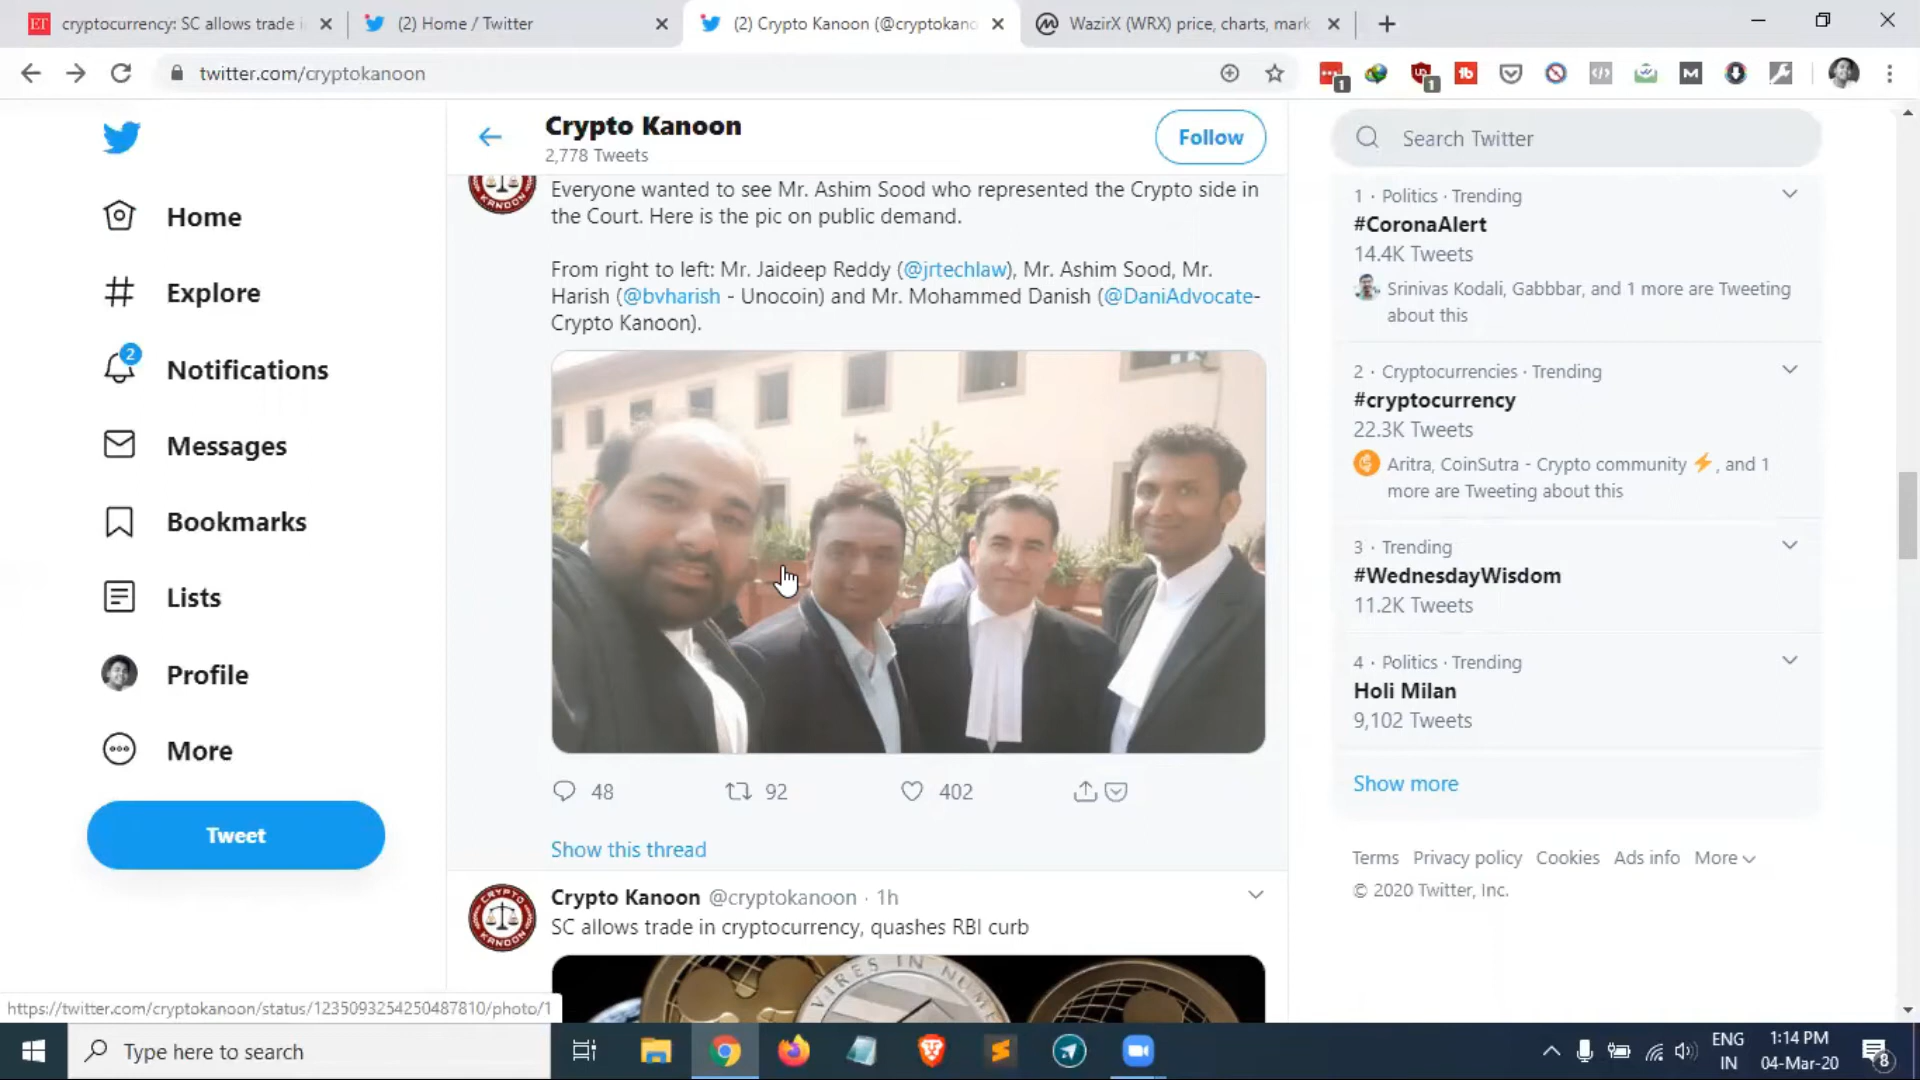 cryptocurrency: SC allows trade i
(2) Home / Twitter
(2) Crypto Kanoon (@cryptokano
WazirX (WRX) price, charts, mark
twitter.com/cryptokanoon
1
1
Home
Explore
2
Notifications
Messages
Bookmarks
Lists
Profile
More
Tweet
Crypto Kanoon
2,778 Tweets
Follow
Everyone wanted to see Mr. Ashim Sood who represented the Crypto side in
the Court. Here is the pic on public demand.
From right to left: Mr. Jaideep Reddy (@jrtechlaw), Mr. Ashim Sood, Mr.
Harish (@bvharish - Unocoin) and Mr. Mohammed Danish (@DaniAdvocate-
Crypto Kanoon).
48
92
402
Show this thread
Crypto Kanoon @cryptokanoon · 1h
SC allows trade in cryptocurrency, quashes RBI curb
CRYPTO
KANOON
VIRES IN NUM
Search Twitter
1 · Politics · Trending
#CoronaAlert
14.4K Tweets
Srinivas Kodali, Gabbbar, and 1 more are Tweeting
about this
2 · Cryptocurrencies · Trending
#cryptocurrency
22.3K Tweets
Aritra, CoinSutra - Crypto community ⚡, and 1
more are Tweeting about this
3 · Trending
#WednesdayWisdom
11.2K Tweets
4 · Politics · Trending
Holi Milan
9,102 Tweets
Show more
Terms Privacy policy Cookies Ads info More
© 2020 Twitter, Inc.
https://twitter.com/cryptokanoon/status/1235093254250487810/photo/1
Type here to search
ENG
IN
1:14 PM
04-Mar-20
8